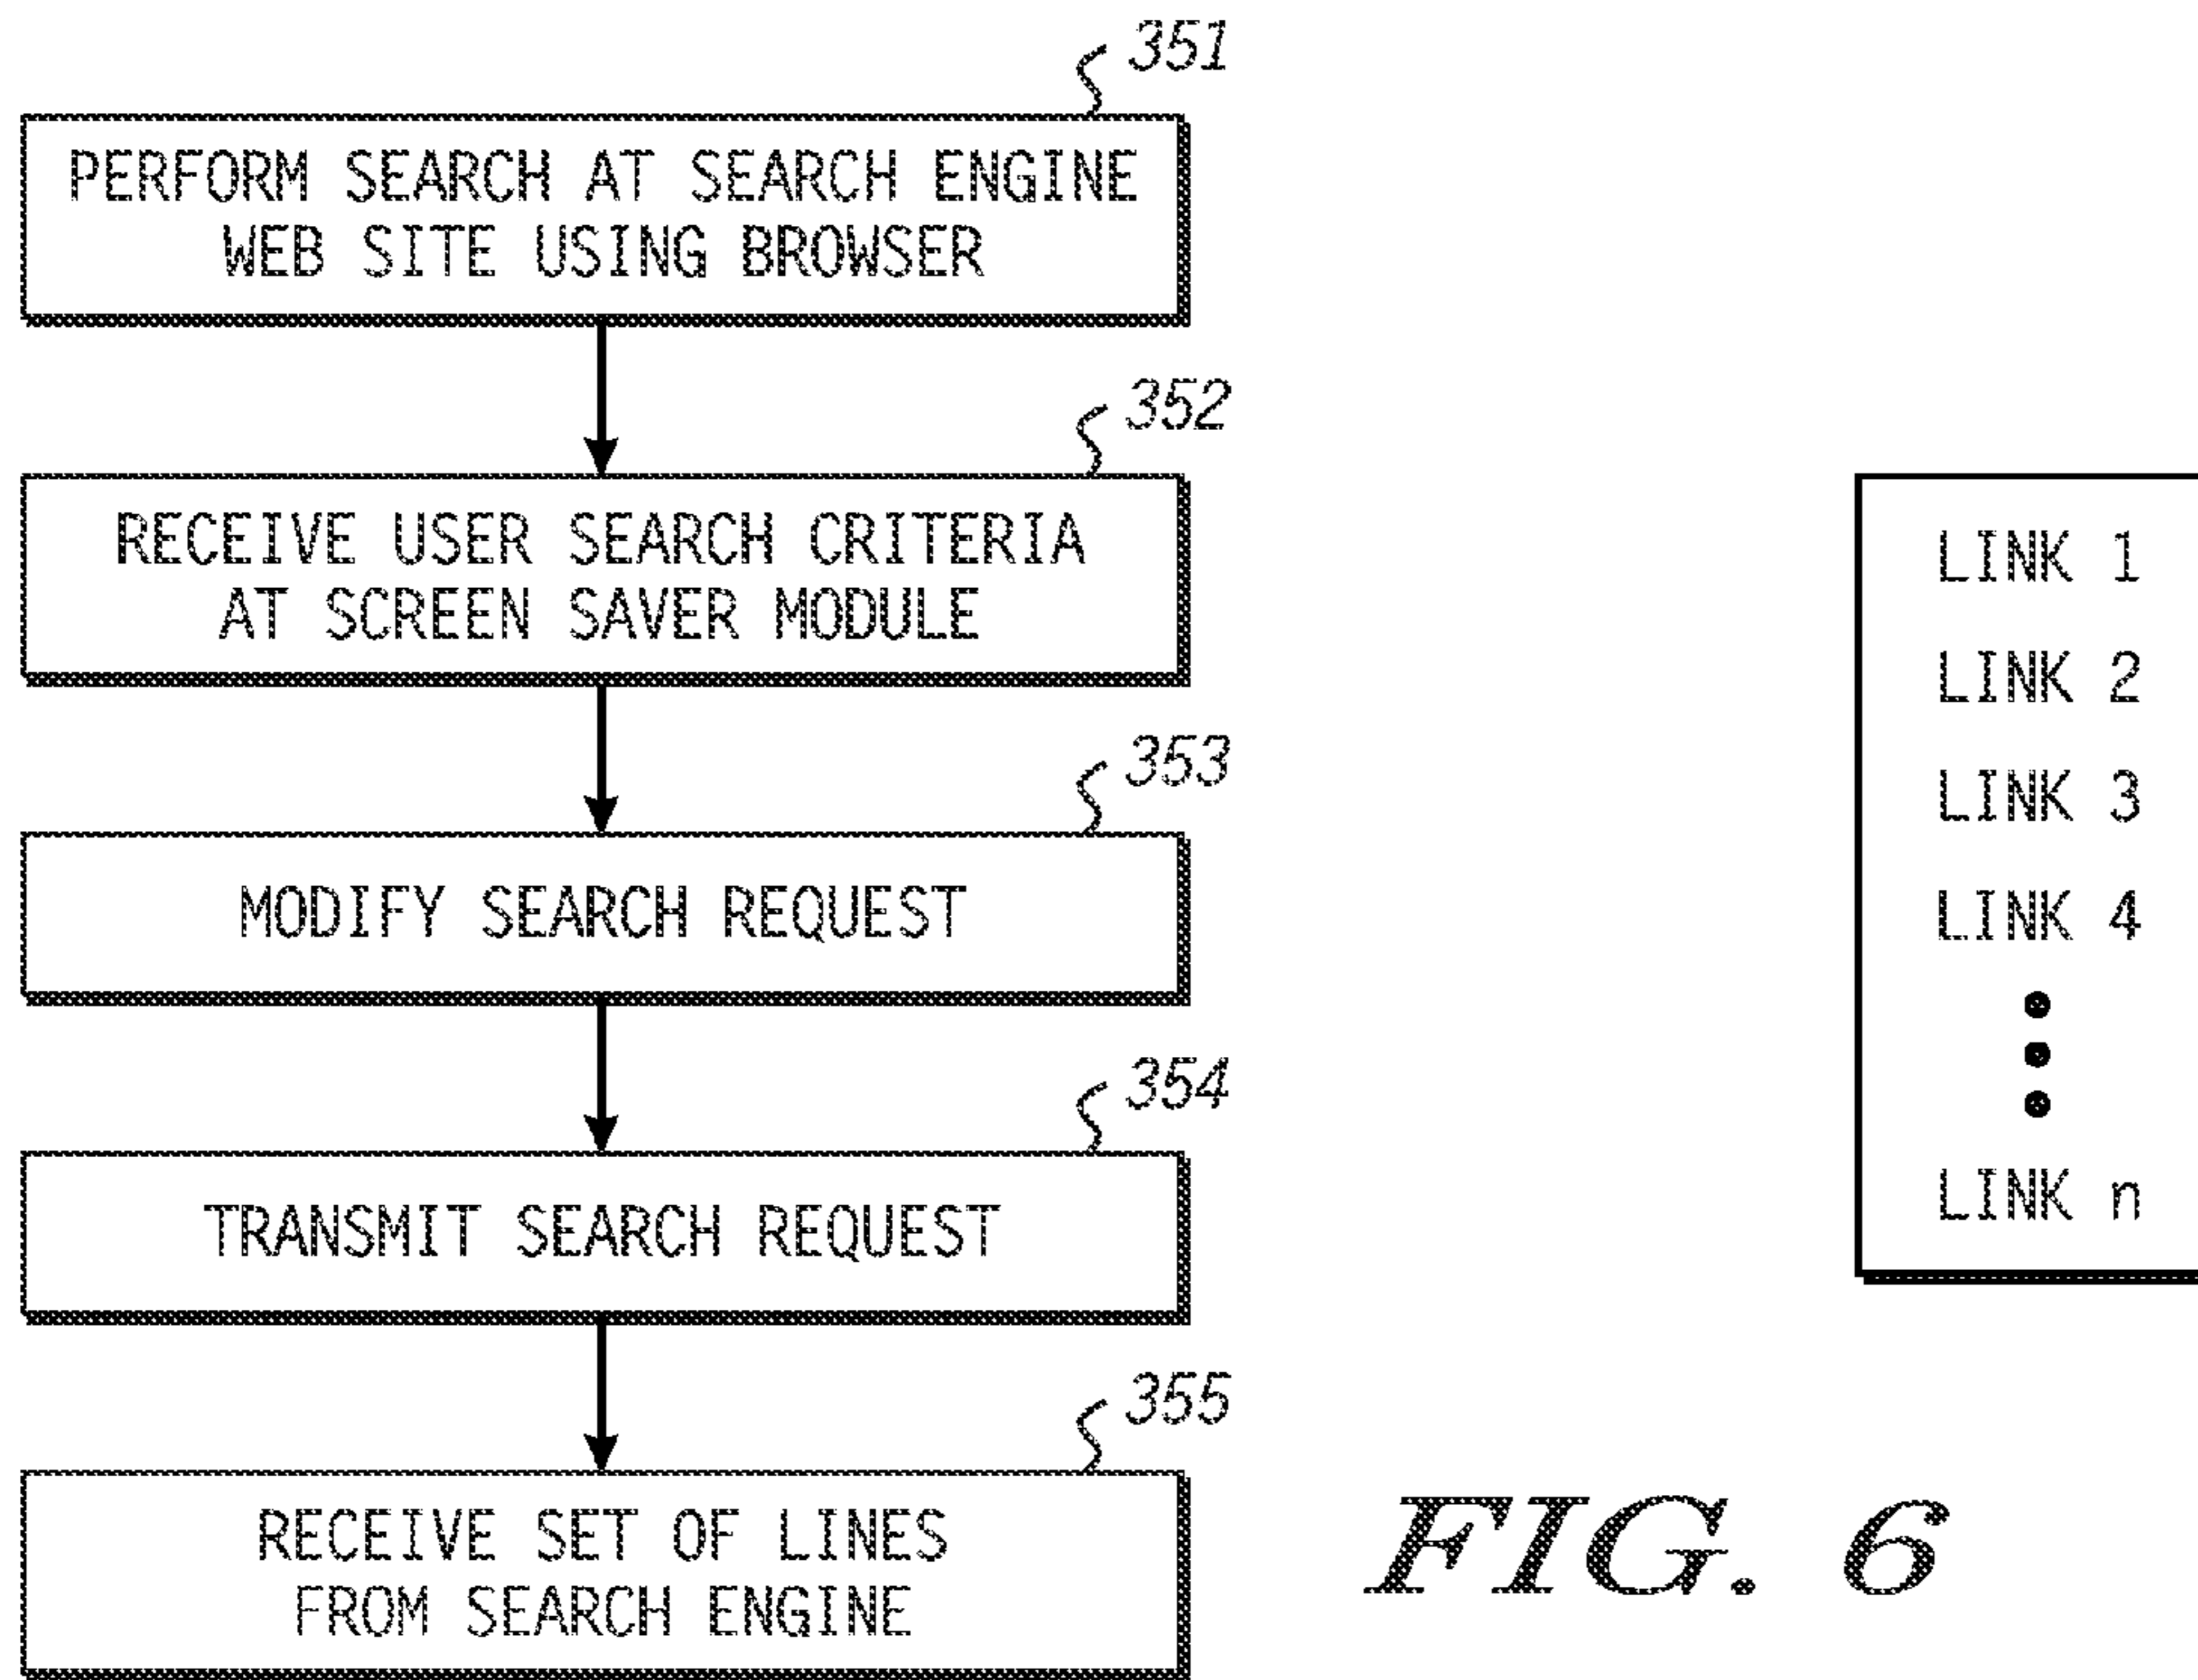 351
PERFORM SEARCH AT SEARCH ENGINE
WEB SITE USING BROWSER
352
RECEIVE USER SEARCH CRITERIA
AT SCREEN SAVER MODULE
353
MODIFY SEARCH REQUEST
354
TRANSMIT SEARCH REQUEST
355
RECEIVE SET OF LINES
FROM SEARCH ENGINE
LINK 1
LINK 2
LINK 3
LINK 4
LINK n
FIG. 6